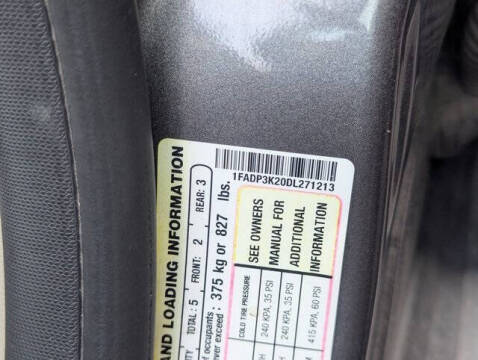 1FADP3K20DL271213
AND LOADING INFORMATION
TOTAL: 5 FRONT: 2 REAR: 3
of occupants : 375 kg or 827 lbs.
exceed :
COLD TIRE PRESSURE
240 KPA, 35 PSI
240 KPA, 35 PSI
415 KPA, 60 PSI
SEE OWNERS
MANUAL FOR
ADDITIONAL
INFORMATION